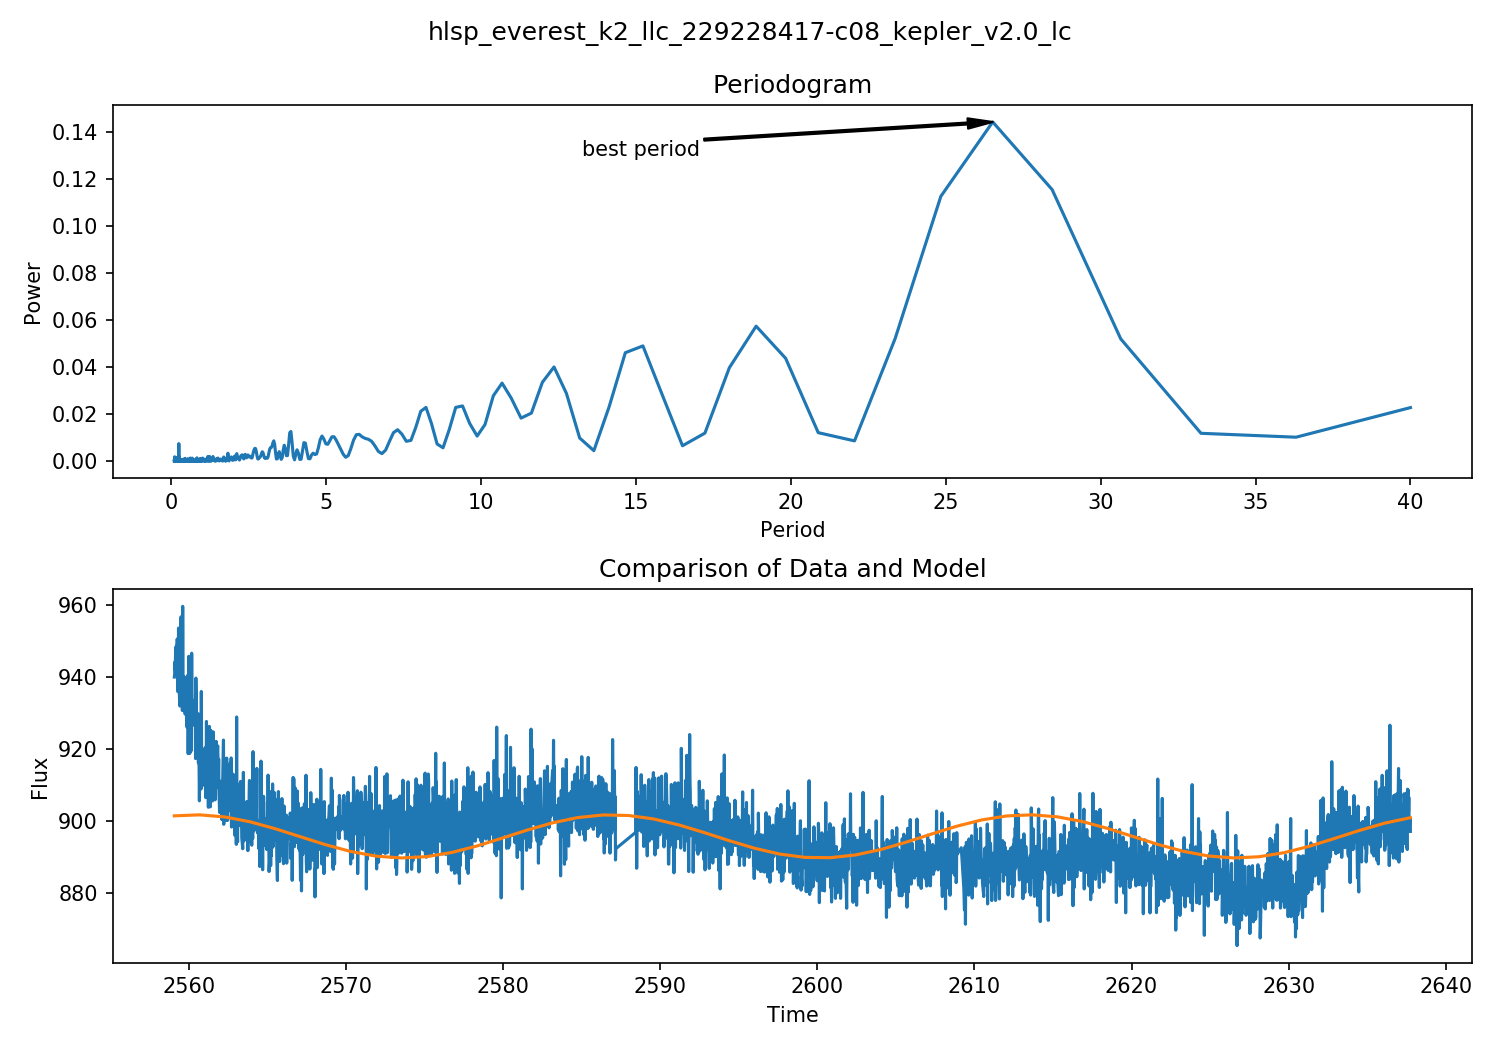 hlsp_everest_k2_llc_229228417-c08_kepler_v2.0_lc
Periodogram
0.14
0.12
0.10
0.08
0.06
0.04
0.02
0.00
Power
best period
0 5 10 15 20 25 30 35 40
Period
Comparison of Data and Model
960
940
920
900
880
Flux
2560 2570 2580 2590 2600 2610 2620 2630 2640
Time